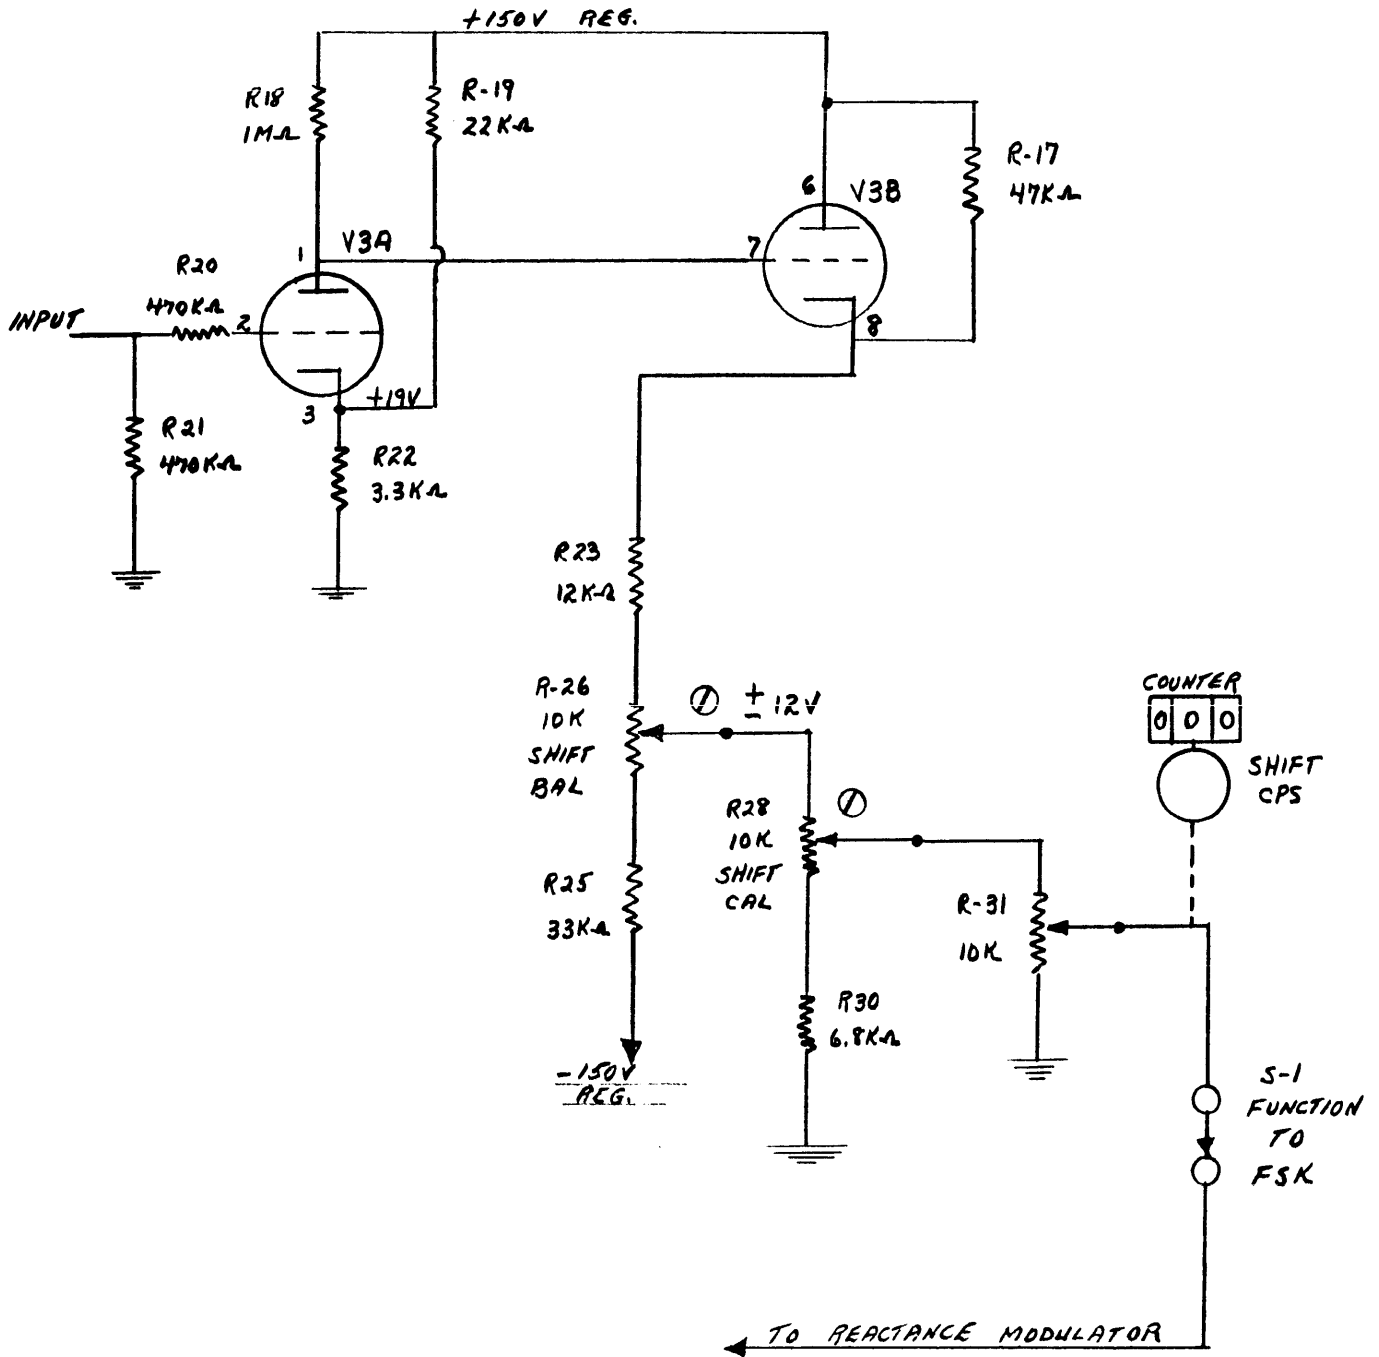 +150V REG.
R18
1MΩ
R-19
22KΩ
R-17
47KΩ
6
V3B
7
8
1
V3A
R20
470KΩ
INPUT
2
3
+19V
R21
470KΩ
R22
3.3KΩ
R23
12KΩ
R-26
10K
SHIFT
BAL
± 12V
R28
10K
SHIFT
CAL
R25
33KΩ
-150V
REG.
R30
6.8KΩ
R-31
10K
COUNTER
0 0 0
SHIFT
CPS
S-1
FUNCTION
TO
FSK
TO REACTANCE MODULATOR